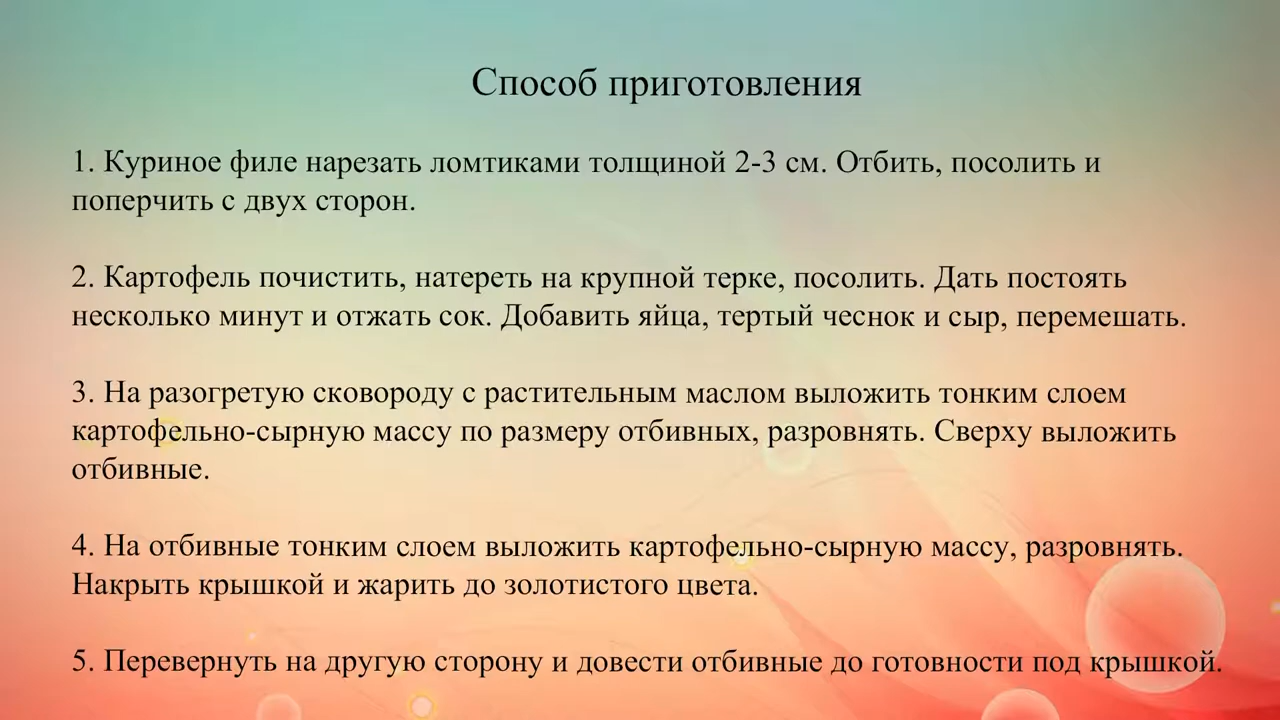 Способ приготовления
1. Куриное филе нарезать ломтиками толщиной 2-3 см. Отбить, посолить и
поперчить с двух сторон.
2. Картофель почистить, натереть на крупной терке, посолить. Дать постоять
несколько минут и отжать сок. Добавить яйца, тертый чеснок и сыр, перемешать.
3. На разогретую сковороду с растительным маслом выложить тонким слоем
картофельно-сырную массу по размеру отбивных, разровнять. Сверху выложить
отбивные.
4. На отбивные тонким слоем выложить картофельно-сырную массу, разровнять.
Накрыть крышкой и жарить до золотистого цвета.
5. Перевернуть на другую сторону и довести отбивные до готовности под крышкой.